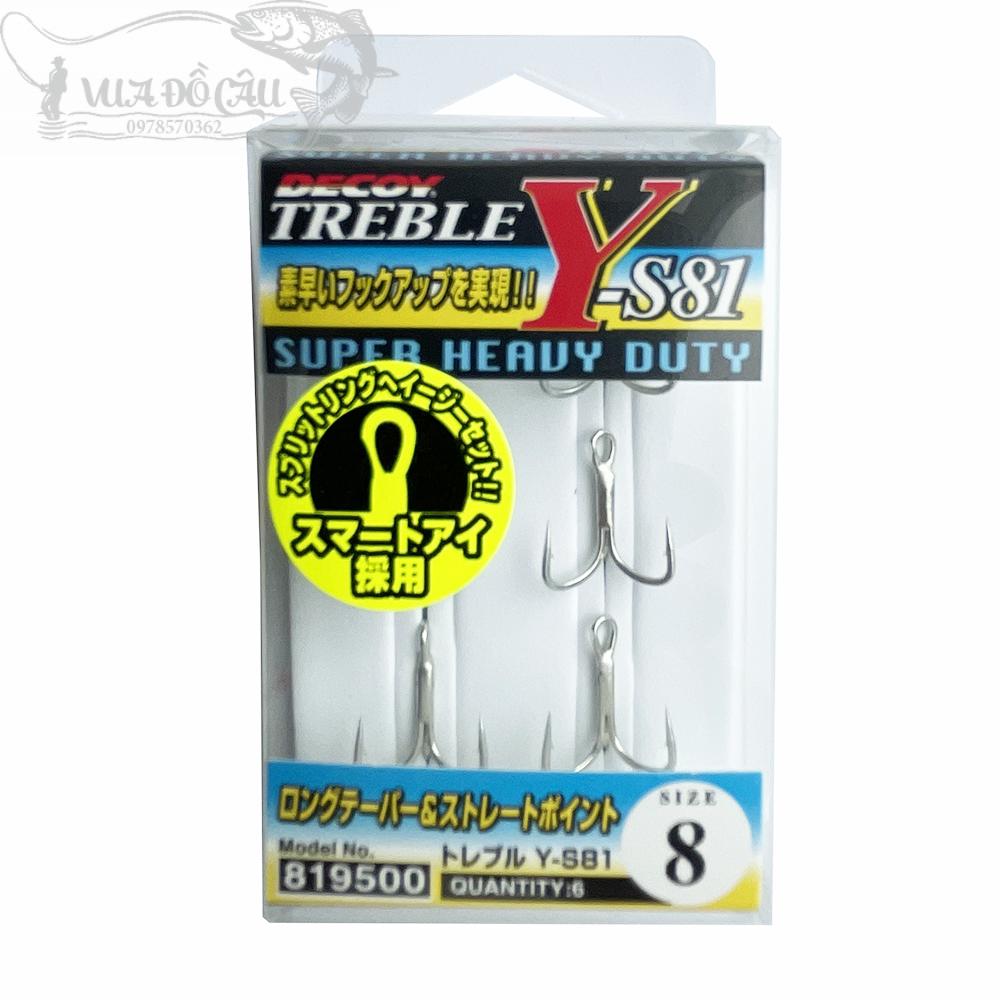 VUA ĐỒ CÂU
0978570362
SUPER HEAVY DUTY
DECOY
TREBLE Y-S81
素早いフックアップを実現!!
SUPER HEAVY DUTY
スプリットリングへイージーセット!!
スマートアイ
採用
ロングテーパー&ストレートポイント
SIZE
8
Model No.
819500
トレブル Y-S81
QUANTITY:6